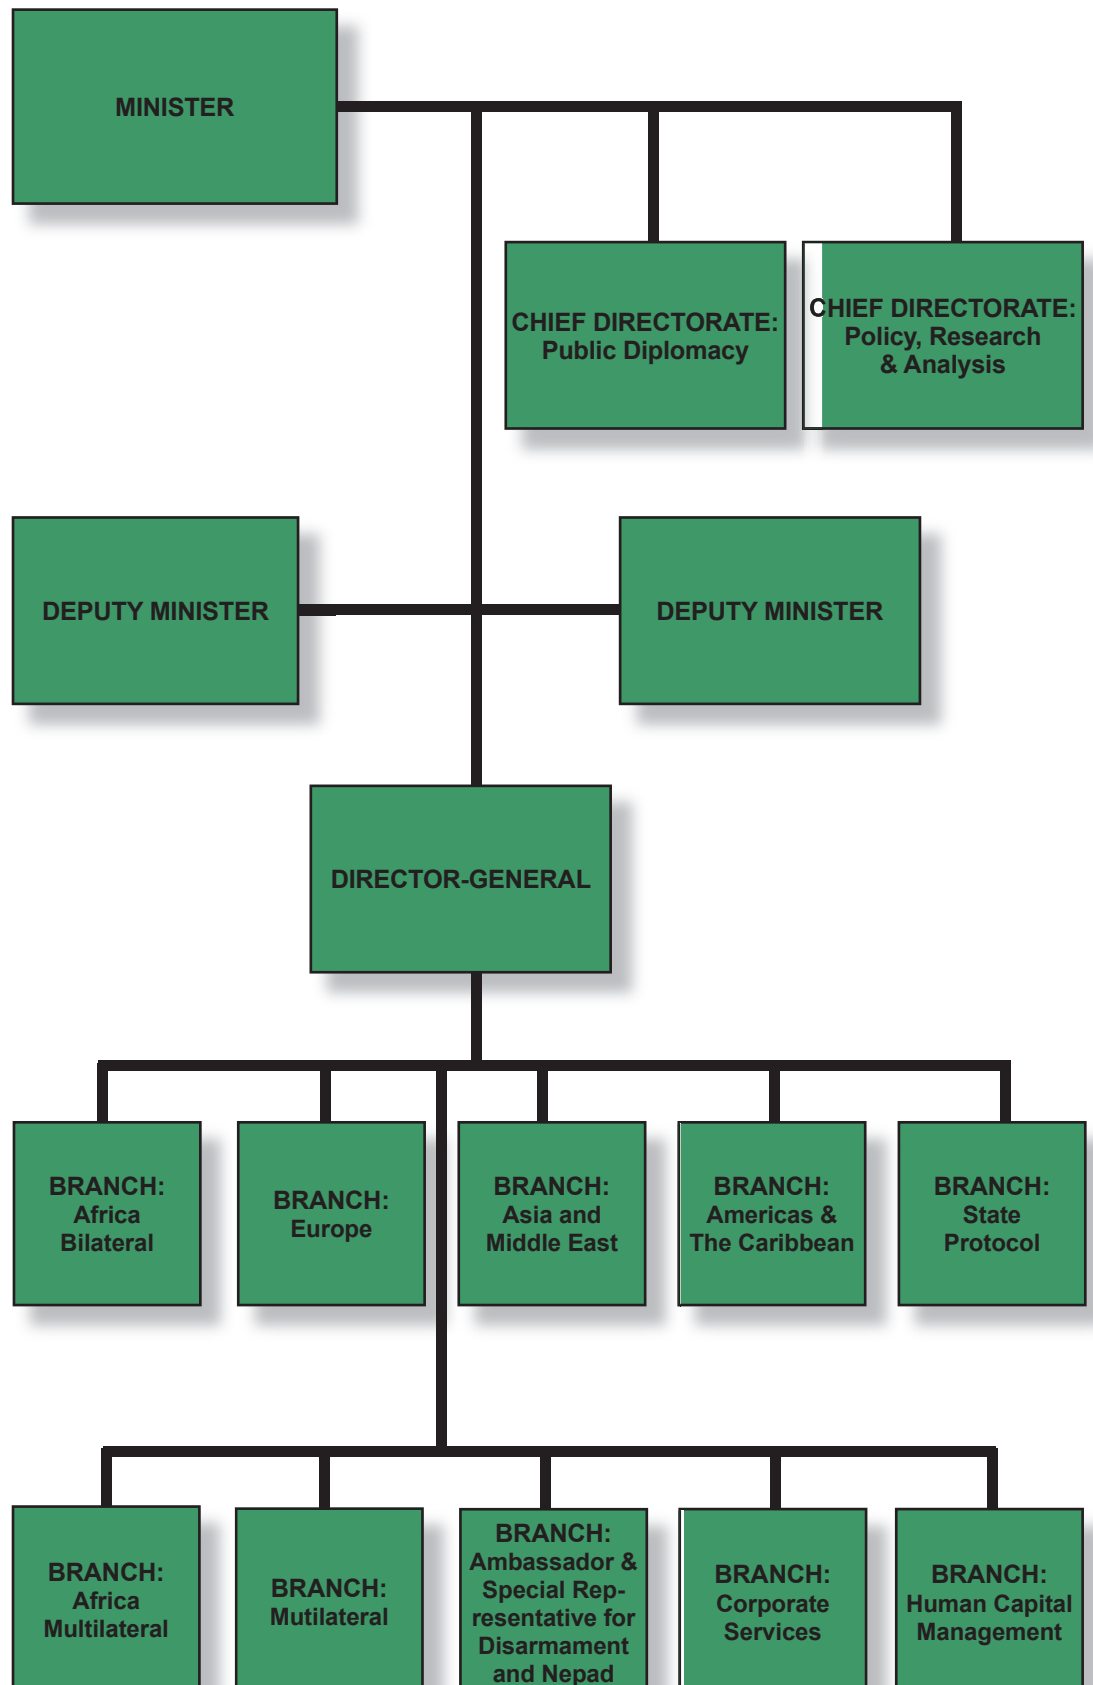 MINISTER
CHIEF DIRECTORATE:
Public Diplomacy
CHIEF DIRECTORATE:
Policy, Research
& Analysis
DEPUTY MINISTER
DEPUTY MINISTER
DIRECTOR-GENERAL
BRANCH:
Africa
Bilateral
BRANCH:
Europe
BRANCH:
Asia and
Middle East
BRANCH:
Americas &
The Caribbean
BRANCH:
State
Protocol
BRANCH:
Africa
Multilateral
BRANCH:
Mutilateral
BRANCH:
Ambassador &
Special Rep-
resentative for
Disarmament
and Nepad
BRANCH:
Corporate
Services
BRANCH:
Human Capital
Management